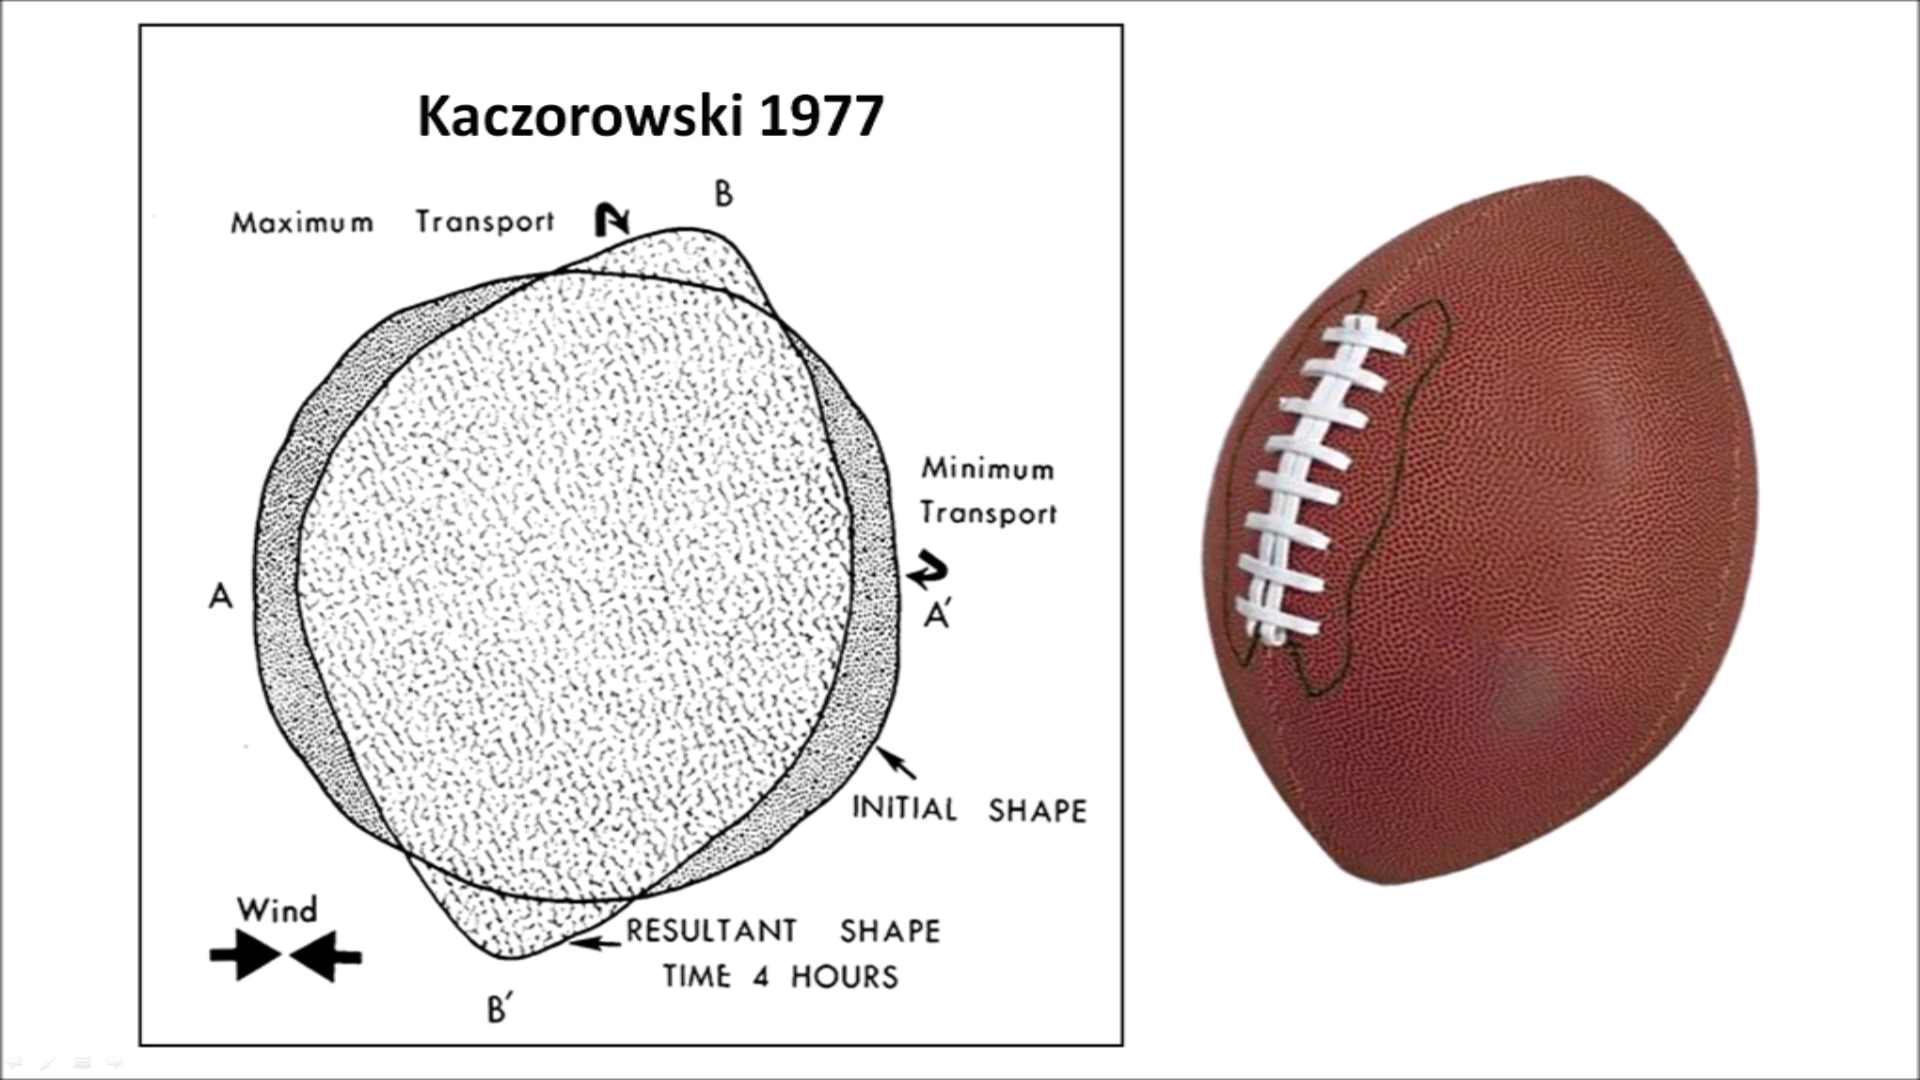 Kaczorowski 1977
B
Maximum Transport
Minimum
Transport
A
A′
INITIAL SHAPE
Wind
RESULTANT SHAPE
TIME 4 HOURS
B′